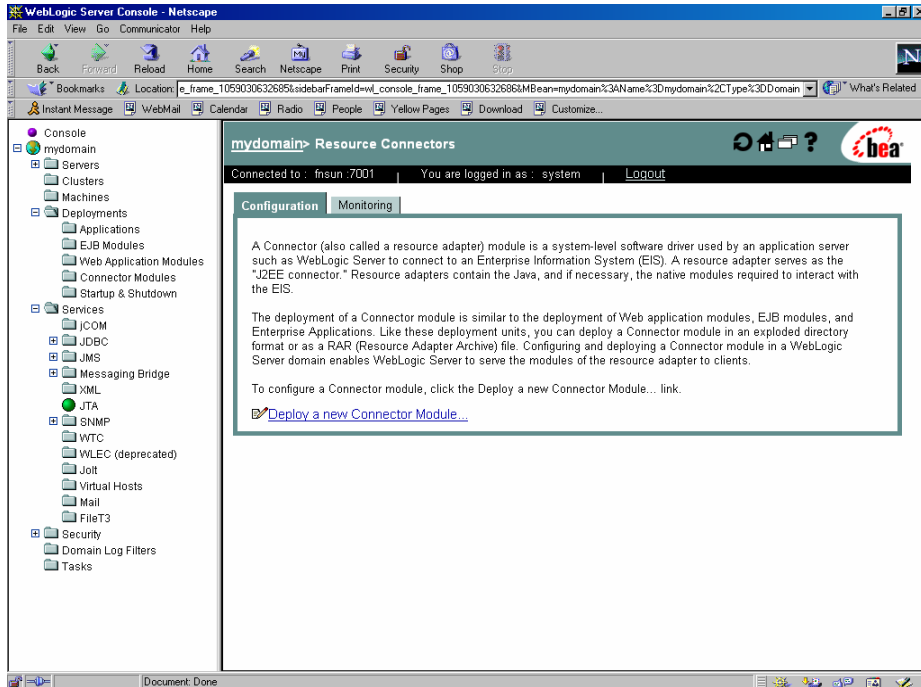 WebLogic Server Console - Netscape
File Edit View Go Communicator Help
Back Forward Reload Home Search Netscape Print Security Shop Stop
Bookmarks Location: e_frame_1059030632685&sidebarFrameId=wl_console_frame_1059030632686&MBean=mydomain%3AName%3Dmydomain%2CType%3DDomain What's Related
Instant Message WebMail Calendar Radio People Yellow Pages Download Customize...
Console
mydomain
Servers
Clusters
Machines
Deployments
Applications
EJB Modules
Web Application Modules
Connector Modules
Startup & Shutdown
Services
jCOM
JDBC
JMS
Messaging Bridge
XML
JTA
SNMP
WTC
WLEC (deprecated)
Jolt
Virtual Hosts
Mail
FileT3
Security
Domain Log Filters
Tasks
mydomain> Resource Connectors
bea
Connected to : fnsun :7001 | You are logged in as : system | Logout
Configuration Monitoring
A Connector (also called a resource adapter) module is a system-level software driver used by an application server
such as WebLogic Server to connect to an Enterprise Information System (EIS). A resource adapter serves as the
"J2EE connector." Resource adapters contain the Java, and if necessary, the native modules required to interact with
the EIS.
The deployment of a Connector module is similar to the deployment of Web application modules, EJB modules, and
Enterprise Applications. Like these deployment units, you can deploy a Connector module in an exploded directory
format or as a RAR (Resource Adapter Archive) file. Configuring and deploying a Connector module in a WebLogic
Server domain enables WebLogic Server to serve the modules of the resource adapter to clients.
To configure a Connector module, click the Deploy a new Connector Module... link.
Deploy a new Connector Module...
Document: Done